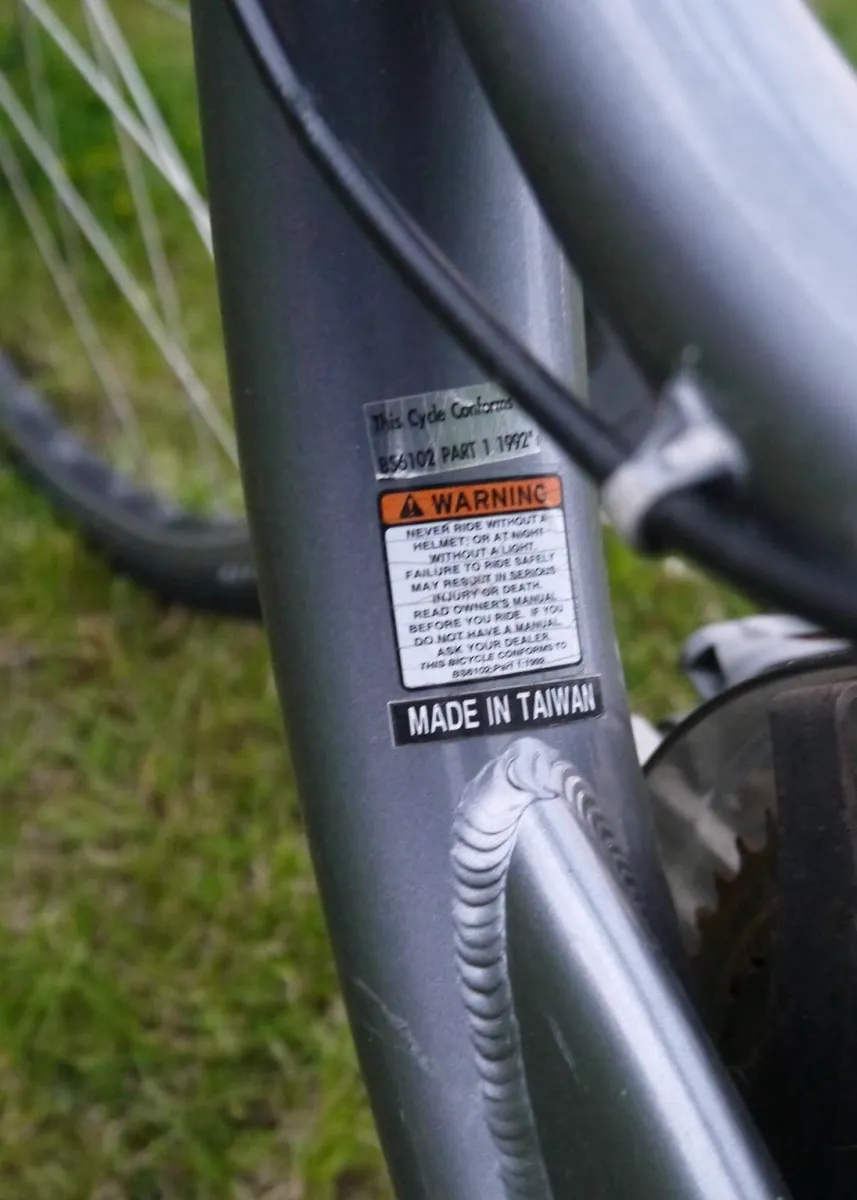 This Cycle Conforms
BS6102 PART 1 1992"
WARNING
NEVER RIDE WITHOUT A
HELMET; OR AT NIGHT
WITHOUT A LIGHT.
FAILURE TO RIDE SAFELY
MAY RESULT IN SERIOUS
INJURY OR DEATH.
READ OWNER'S MANUAL
BEFORE YOU RIDE. IF YOU
DO NOT HAVE A MANUAL,
ASK YOUR DEALER.
THIS BICYCLE CONFORMS TO
BS6102;Part 1:1992
MADE IN TAIWAN